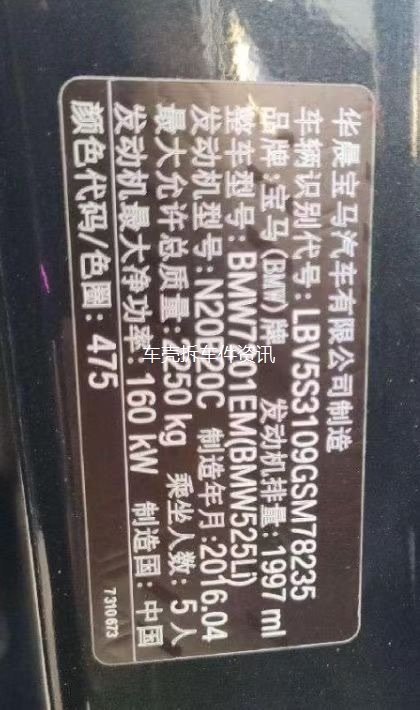 华晨宝马汽车有限公司制造
车辆识别代号: LBV5S3109GSM78235
品牌: 宝马(BMW)牌 发动机排量: 1997 ml
整车型号: BMW7201EM(BMW525Li)
发动机型号: N20B20C 制造年月: 2016.04
最大允许总质量: 2250 kg 乘坐人数: 5人
发动机最大净功率: 160 kW 制造国: 中国
颜色代码/色圈: 475
7 310 673
车壳拆车件资讯